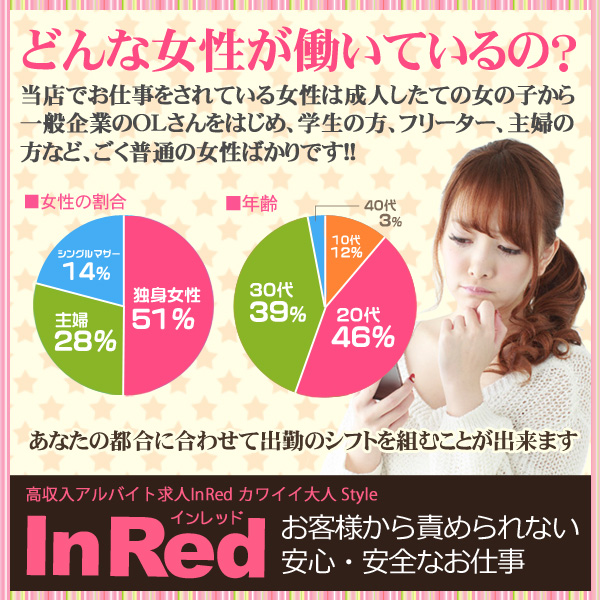 どんな女性が働いているの?
当店でお仕事をされている女性は成人したての女の子から
一般企業のOLさんをはじめ、学生の方、フリーター、主婦の
方など、ごく普通の女性ばかりです!!
■女性の割合
シングルマザー
14%
独身女性
51%
主婦
28%
■年齢
40代
3%
10代
12%
30代
39%
20代
46%
あなたの都合に合わせて出勤のシフトを組むことが出来ます
高収入アルバイト求人InRed カワイイ大人 Style
インレッド
InRed
お客様から責められない
安心・安全なお仕事